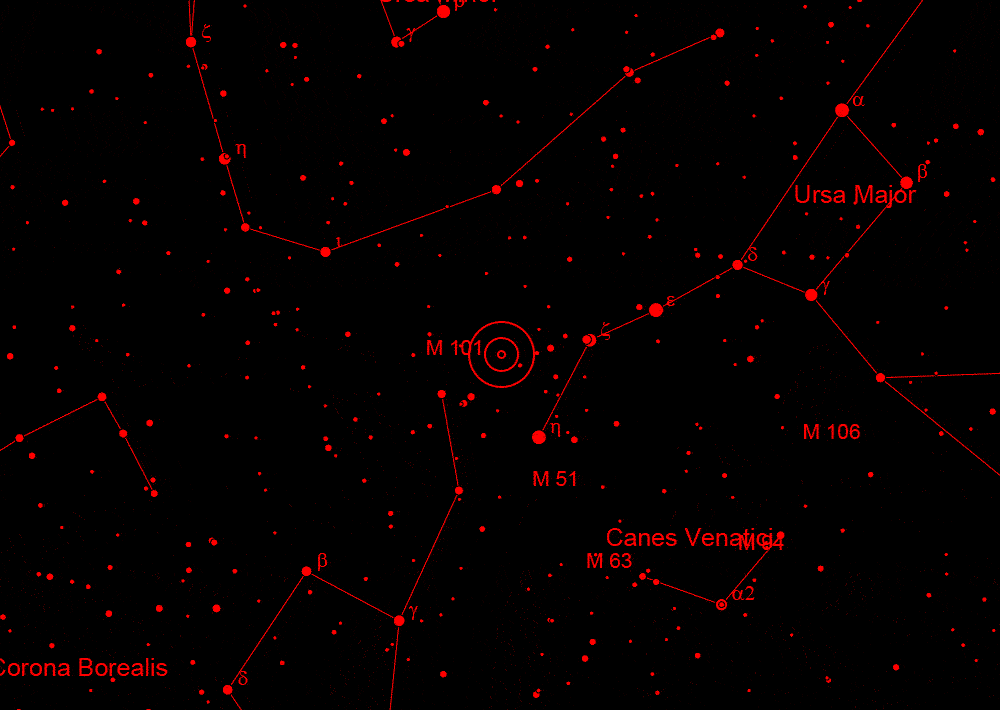 ζ
γ
β
α
η
β
Ursa Major
ι
δ
γ
ε
ζ
M 101
η
M 106
M 51
Canes Venatici
M 94
M 63
β
α2
γ
Corona Borealis
δ